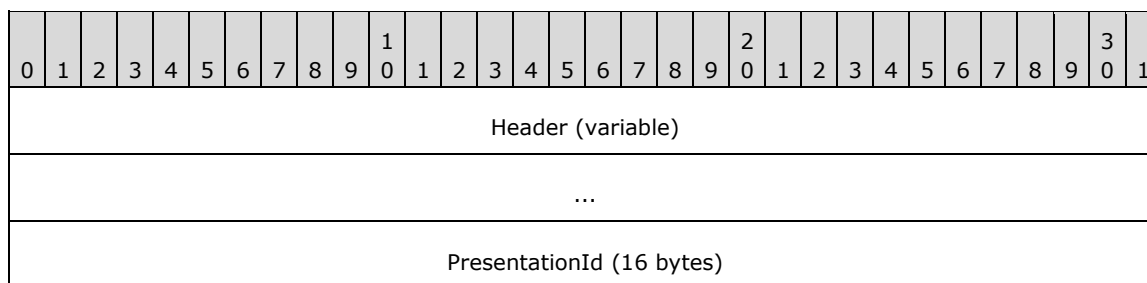 1 2 3
0 1 2 3 4 5 6 7 8 9 0 1 2 3 4 5 6 7 8 9 0 1 2 3 4 5 6 7 8 9 0 1
Header (variable)
...
PresentationId (16 bytes)